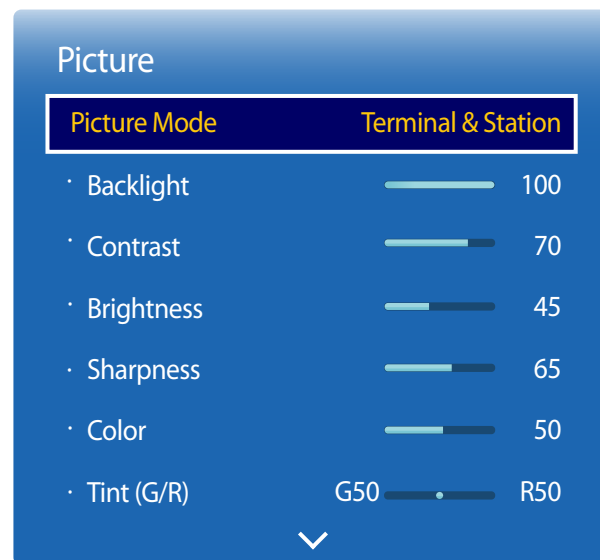 Picture
Picture Mode Terminal & Station
· Backlight 100
· Contrast 70
· Brightness 45
· Sharpness 65
· Color 50
· Tint (G/R) G50 R50